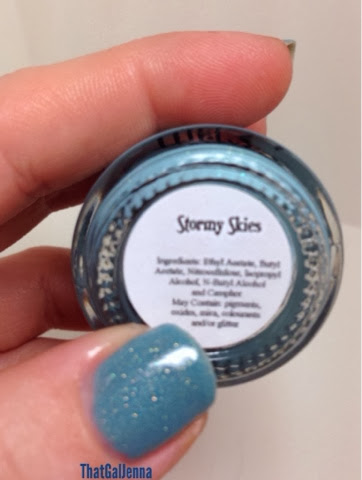 Stormy Skies
Ingredients: Ethyl Acetate, Butyl
Acetate, Nitrocellulose, Isopropyl
Alcohol, N-Butyl Alcohol
and Camphor
May Contain: pigments,
oxides, mica, colourants
and/or glitter
ThatGalJenna